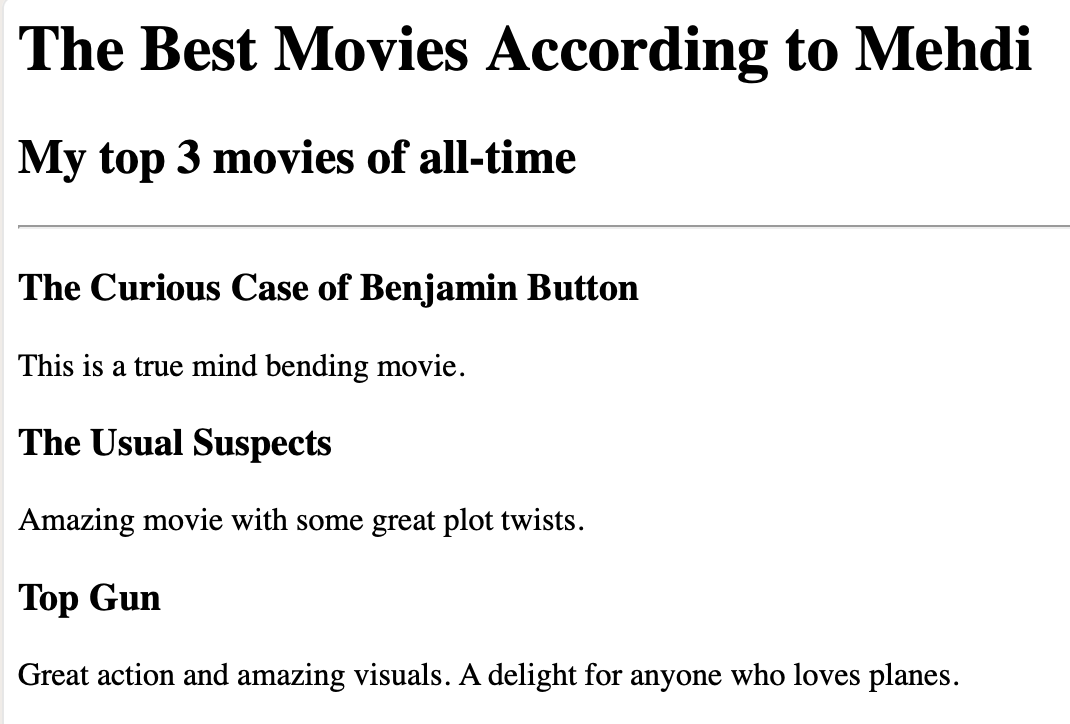 The Best Movies According to Mehdi
My top 3 movies of all-time
The Curious Case of Benjamin Button
This is a true mind bending movie.
The Usual Suspects
Amazing movie with some great plot twists.
Top Gun
Great action and amazing visuals. A delight for anyone who loves planes.